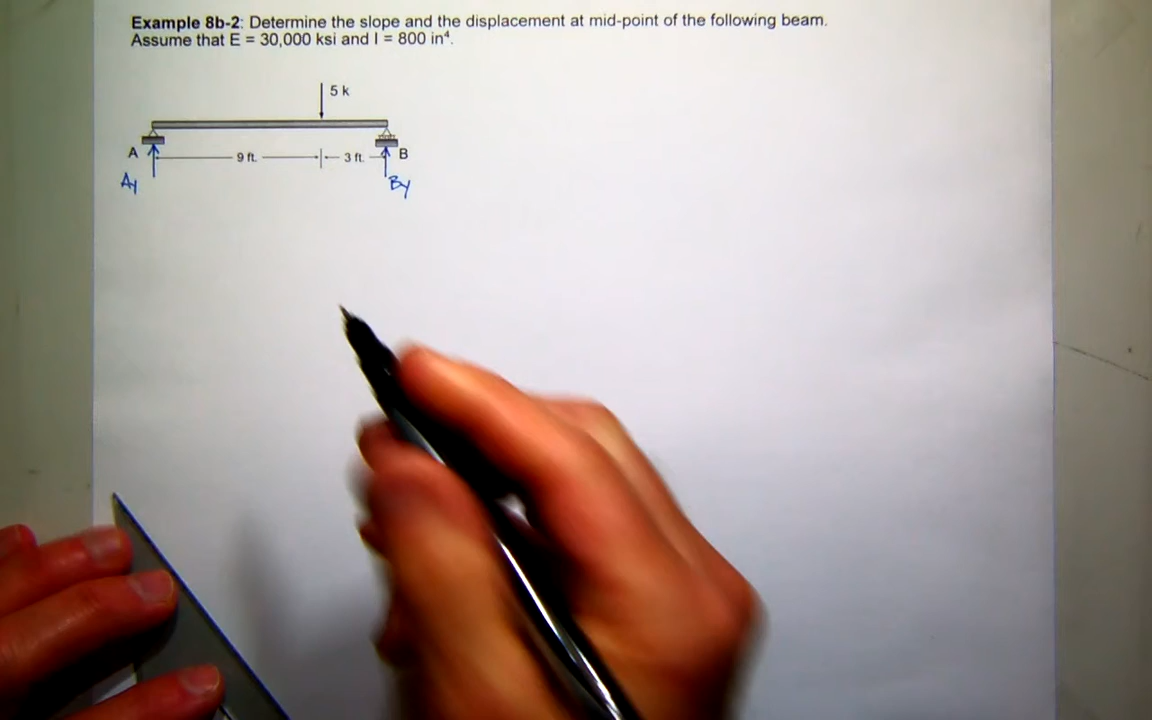 Example 8b-2: Determine the slope and the displacement at mid-point of the following beam.
Assume that E = 30,000 ksi and I = 800 in⁴.
5 k
A
9 ft.
3 ft.
B
Ay
By